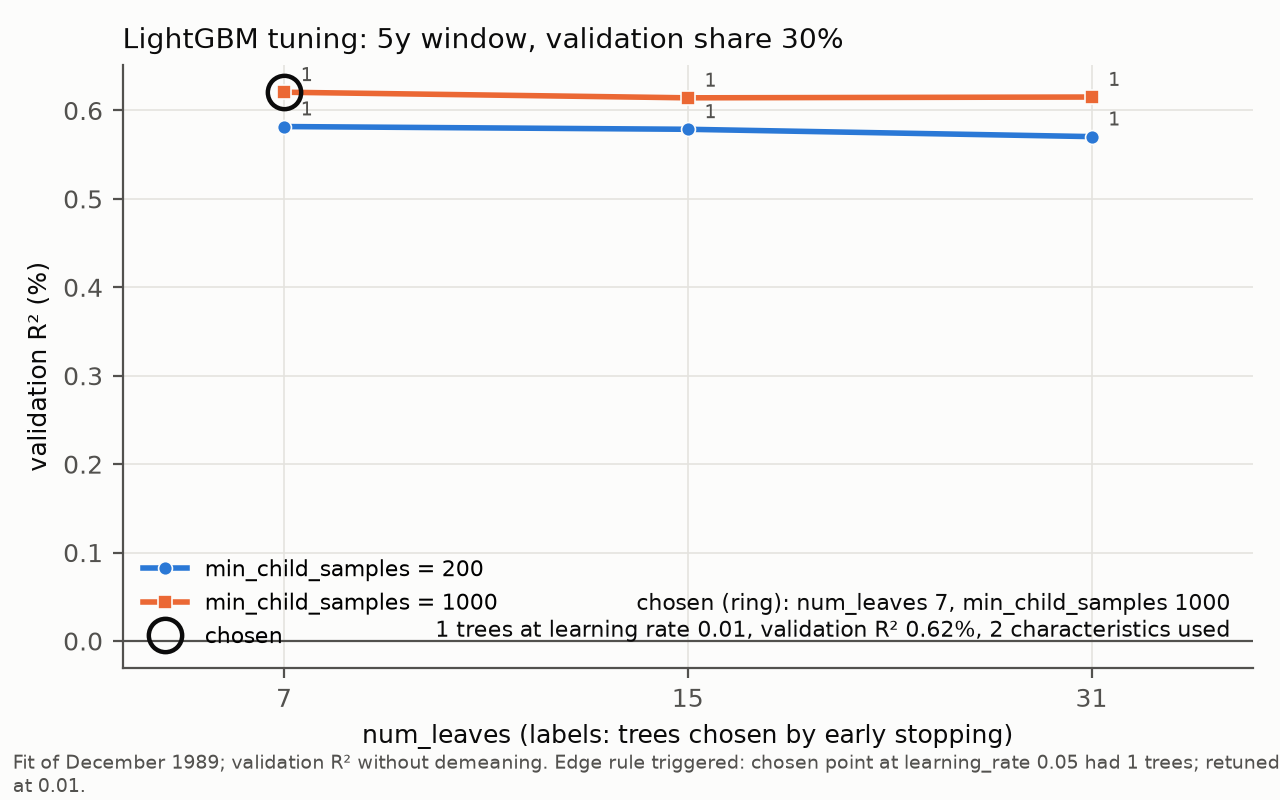 LightGBM tuning: 5y window, validation share 30%
validation R² (%)
0.6
0.5
0.4
0.3
0.2
0.1
0.0
1
1
1
1
1
1
min_child_samples = 200
min_child_samples = 1000
chosen
chosen (ring): num_leaves 7, min_child_samples 1000
1 trees at learning rate 0.01, validation R² 0.62%, 2 characteristics used
7
15
31
num_leaves (labels: trees chosen by early stopping)
Fit of December 1989; validation R² without demeaning. Edge rule triggered: chosen point at learning_rate 0.05 had 1 trees; retuned
at 0.01.